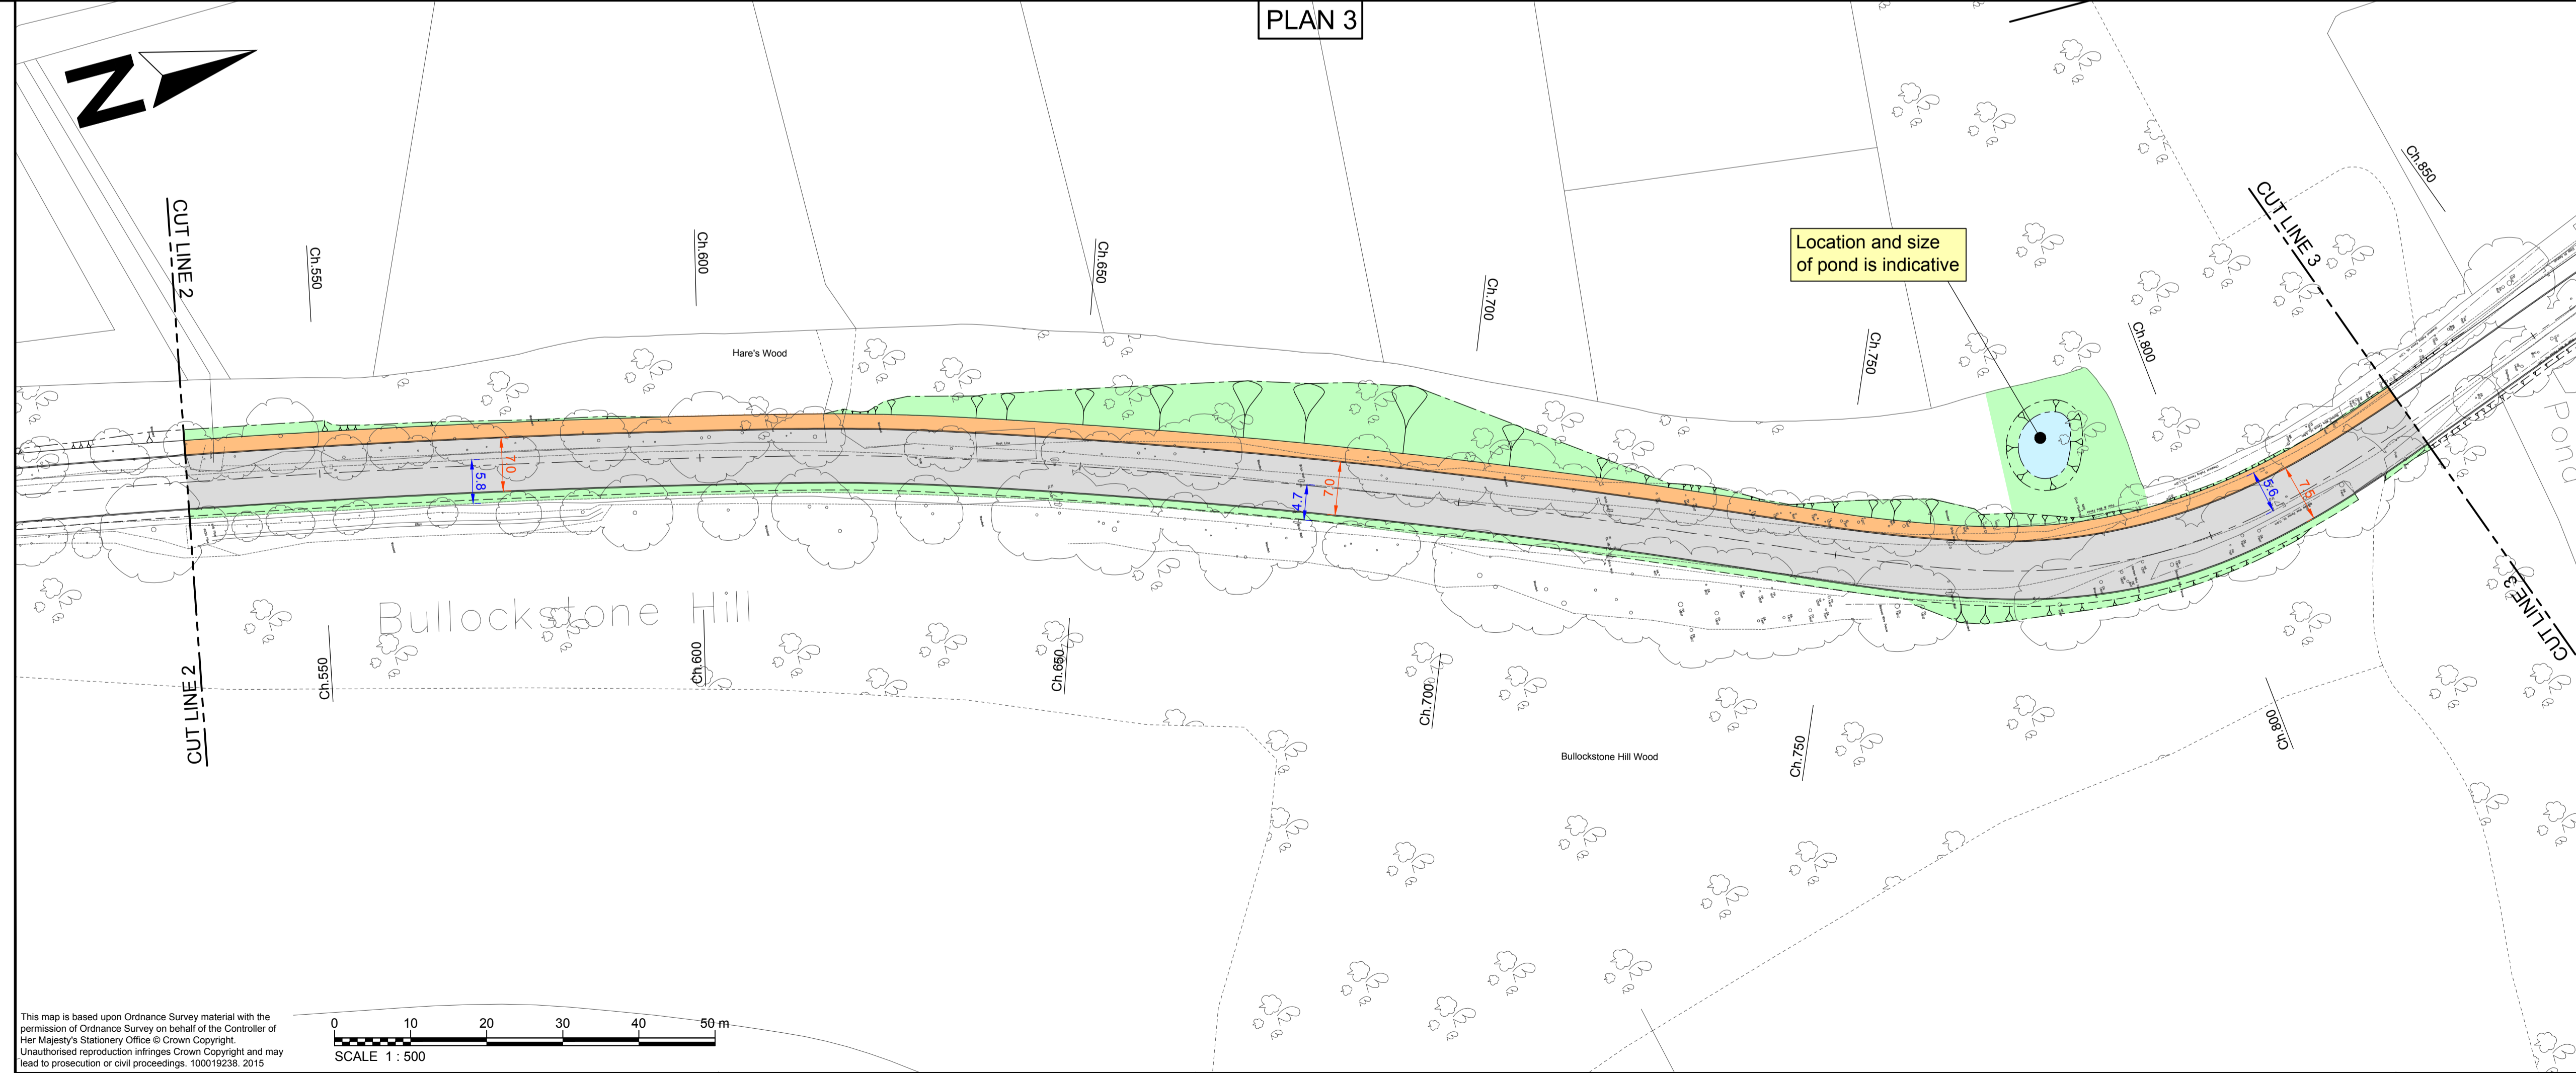 PLAN 3
N
CUT LINE 2
Ch.550
Ch.600
Ch.650
Ch.700
Ch.750
Ch.800
Ch.850
CUT LINE 3
Location and size
of pond is indicative
Hare's Wood
5.8
7.0
4.7
7.0
5.6
7.5
Pond
Bullockstone Hill
CUT LINE 2
Ch.550
Ch.600
Ch.650
Ch.700
Ch.750
Ch.800
CUT LINE 3
Bullockstone Hill Wood
This map is based upon Ordnance Survey material with the
permission of Ordnance Survey on behalf of the Controller of
Her Majesty's Stationery Office © Crown Copyright.
Unauthorised reproduction infringes Crown Copyright and may
lead to prosecution or civil proceedings. 100019238. 2015
0 10 20 30 40 50 m
SCALE 1 : 500